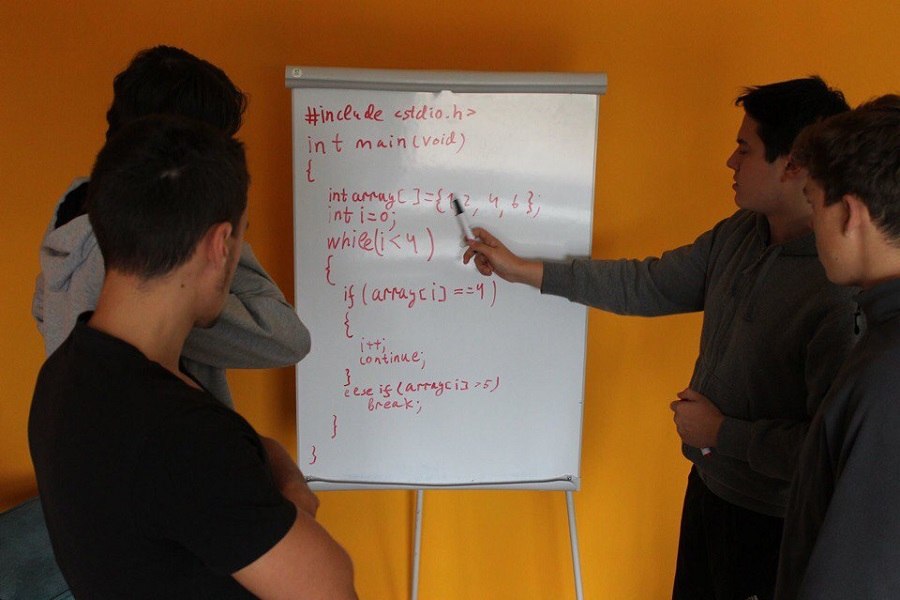 #include <stdio.h>
int main(void)
{
int array[]={1,2,4,6};
int i=0;
while(i<4)
{
if(array[i]==4)
{
i++;
continue;
}
else if(array[i]>5)
break;
}
}